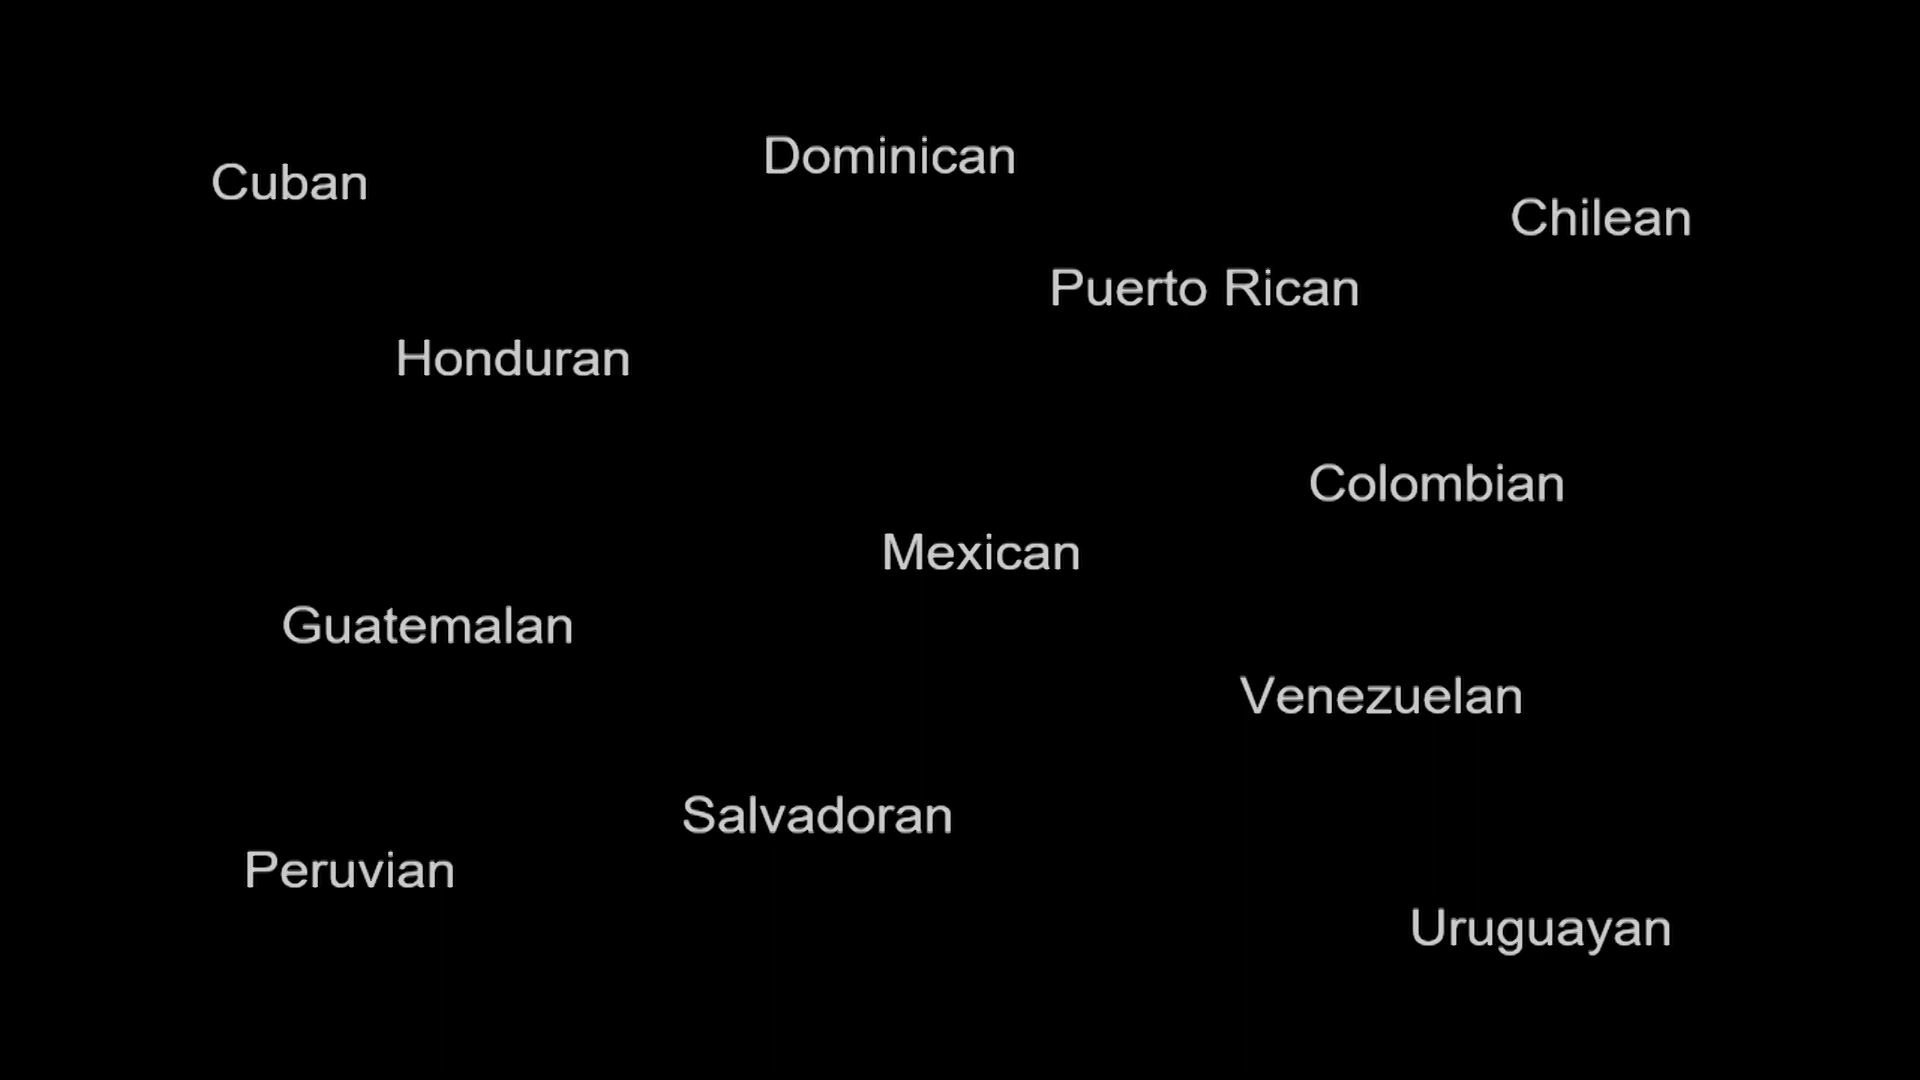 Dominican
Cuban
Chilean
Puerto Rican
Honduran
Colombian
Mexican
Guatemalan
Venezuelan
Salvadoran
Peruvian
Uruguayan